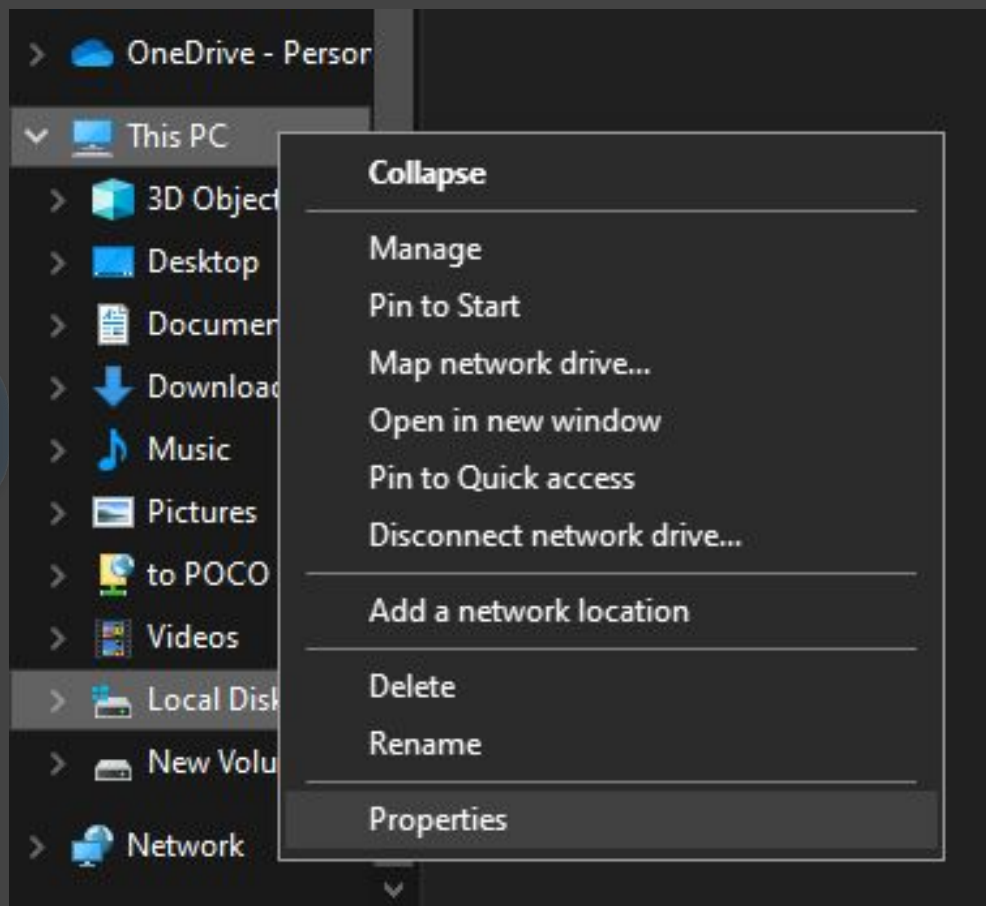 OneDrive - Person
This PC
3D Object
Desktop
Documen
Download
Music
Pictures
to POCO
Videos
Local Disk
New Volu
Network
Collapse
Manage
Pin to Start
Map network drive...
Open in new window
Pin to Quick access
Disconnect network drive...
Add a network location
Delete
Rename
Properties